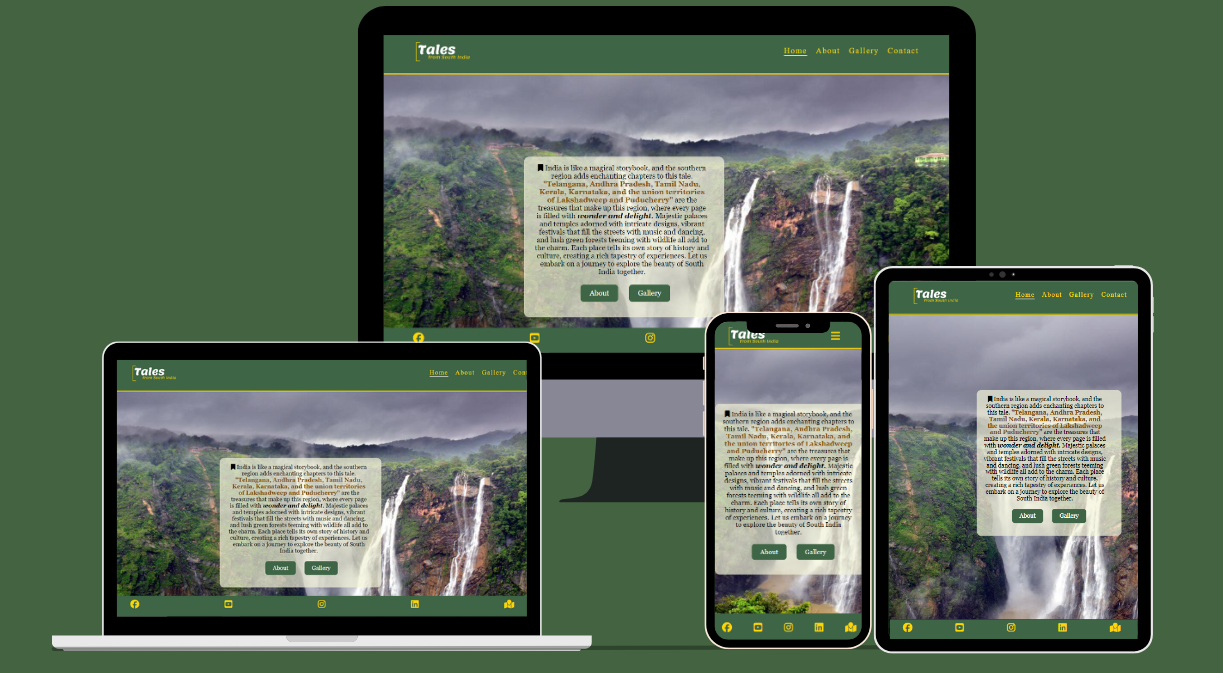 Tales
From South India
Home About Gallery Contact
India is like a magical storybook, and the southern
region adds enchanting chapters to this tale.
"Telangana, Andhra Pradesh, Tamil Nadu,
Kerala, Karnataka, and the union territories
of Lakshadweep and Puducherry" are the
treasures that make up this region, where every page
is filled with wonder and delight. Majestic palaces
and temples adorned with intricate designs, vibrant
festivals that fill the streets with music and dancing,
and lush green forests teeming with wildlife all add to
the charm. Each place tells its own story of history and
culture, creating a rich tapestry of experiences. Let us
embark on a journey to explore the beauty of South
India together.
About Gallery
Tales
From South India
Home About Gallery Con
India is like a magical storybook, and the southern
region adds enchanting chapters to this tale.
"Telangana, Andhra Pradesh, Tamil Nadu,
Kerala, Karnataka, and the union territories
of Lakshadweep and Puducherry" are the
treasures that make up this region, where every page
is filled with wonder and delight. Majestic palaces
and temples adorned with intricate designs, vibrant
festivals that fill the streets with music and dancing,
and lush green forests teeming with wildlife all add to
the charm. Each place tells its own story of history and
culture, creating a rich tapestry of experiences. Let us
embark on a journey to explore the beauty of South
India together.
About Gallery
Tales
From South India
India is like a magical storybook, and the
southern region adds enchanting chapters to
this tale. "Telangana, Andhra Pradesh,
Tamil Nadu, Kerala, Karnataka, and
the union territories of Lakshadweep
and Puducherry" are the treasures that
make up this region, where every page is
filled with wonder and delight. Majestic
palaces and temples adorned with intricate
designs, vibrant festivals that fill the streets
with music and dancing, and lush green
forests teeming with wildlife all add to the
charm. Each place tells its own story of
history and culture, creating a rich tapestry
of experiences. Let us embark on a journey
to explore the beauty of South India
together.
About Gallery
Tales
From South India
Home About Gallery Contact
India is like a magical storybook, and the
southern region adds enchanting chapters to
this tale. "Telangana, Andhra Pradesh,
Tamil Nadu, Kerala, Karnataka, and
the union territories of Lakshadweep
and Puducherry" are the treasures that
make up this region, where every page is filled
with wonder and delight. Majestic palaces
and temples adorned with intricate designs,
vibrant festivals that fill the streets with music
and dancing, and lush green forests teeming
with wildlife all add to the charm. Each place
tells its own story of history and culture,
creating a rich tapestry of experiences. Let us
embark on a journey to explore the beauty of
South India together.
About Gallery